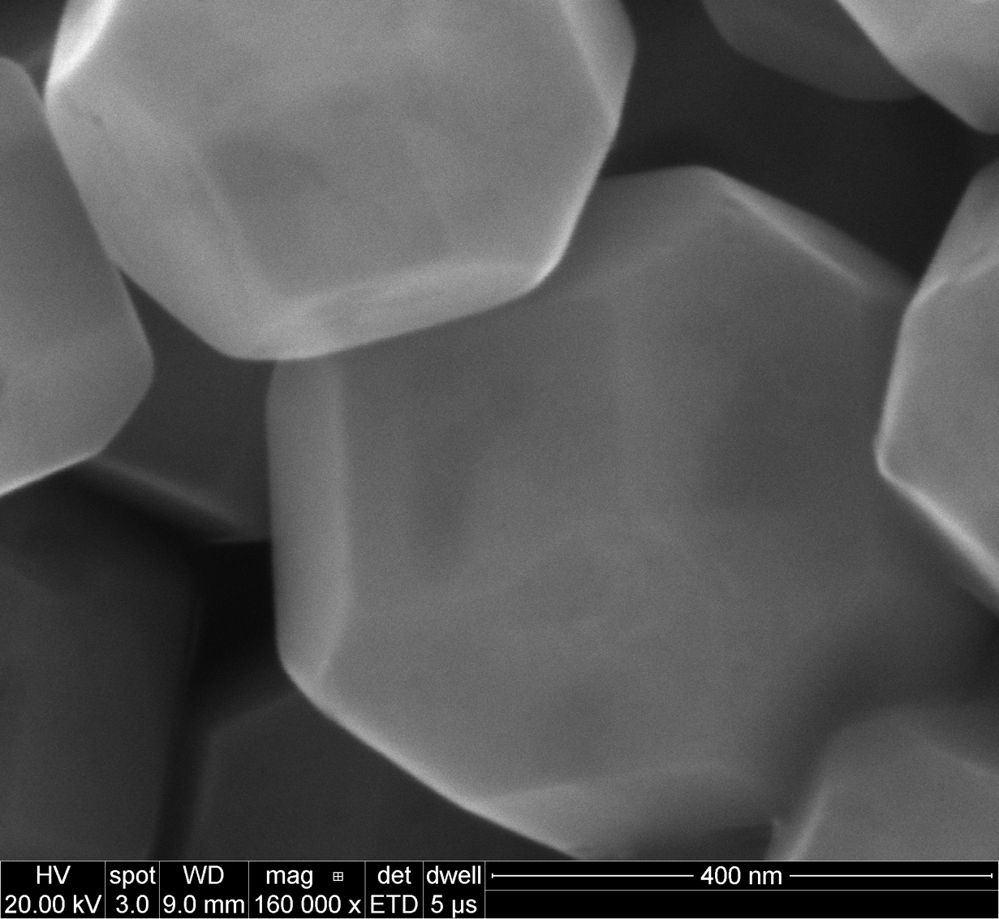 HV spot WD mag ⊞ det dwell 400 nm
20.00 kV 3.0 9.0 mm 160 000 x ETD 5 µs